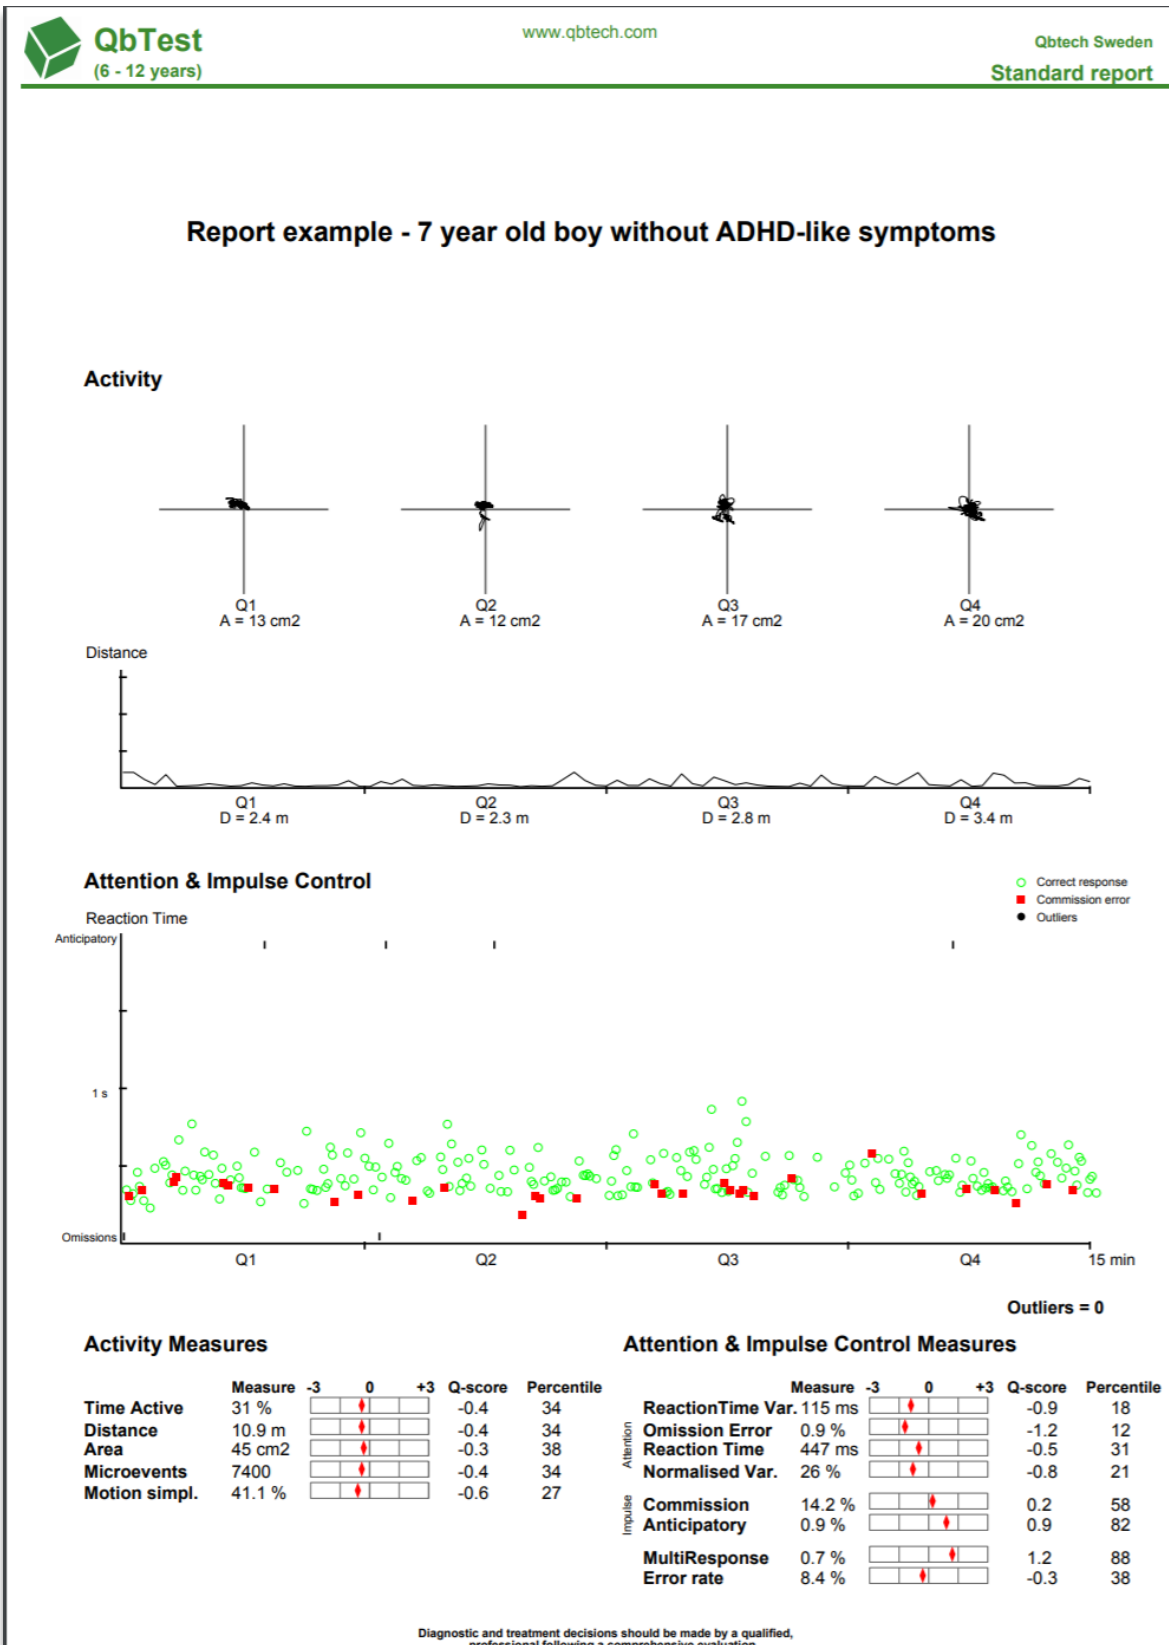 QbTest
(6 - 12 years)
www.qbtech.com
Qbtech Sweden
Standard report
Report example - 7 year old boy without ADHD-like symptoms
Activity
Q1 Q2 Q3 Q4
A = 13 cm2 A = 12 cm2 A = 17 cm2 A = 20 cm2
Distance
Q1 Q2 Q3 Q4
D = 2.4 m D = 2.3 m D = 2.8 m D = 3.4 m
Attention & Impulse Control
Correct response
Commission error
Outliers
Reaction Time
Anticipatory
1 s
Omissions
Q1 Q2 Q3 Q4 15 min
Outliers = 0
Activity Measures
Measure -3 0 +3 Q-score Percentile
Time Active 31 % -0.4 34
Distance 10.9 m -0.4 34
Area 45 cm2 -0.3 38
Microevents 7400 -0.4 34
Motion simpl. 41.1 % -0.6 27
Attention & Impulse Control Measures
Measure -3 0 +3 Q-score Percentile
Attention
ReactionTime Var. 115 ms -0.9 18
Omission Error 0.9 % -1.2 12
Reaction Time 447 ms -0.5 31
Normalised Var. 26 % -0.8 21
Impulse
Commission 14.2 % 0.2 58
Anticipatory 0.9 % 0.9 82
MultiResponse 0.7 % 1.2 88
Error rate 8.4 % -0.3 38
Diagnostic and treatment decisions should be made by a qualified,
professional following a comprehensive evaluation